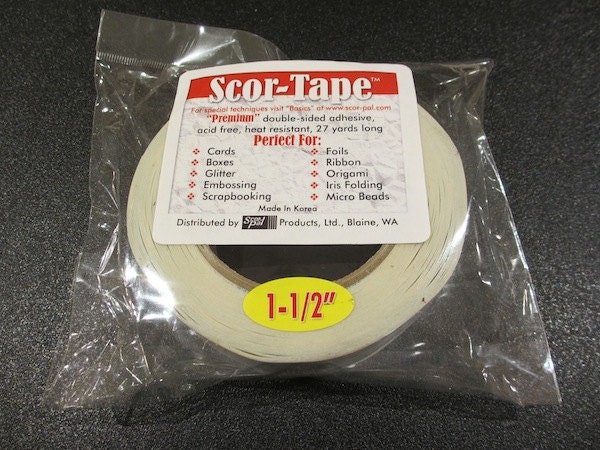 Scor-Tape™
For special techniques visit "Basics" at www.scor-pal.com
"Premium" double-sided adhesive,
acid free, heat resistant, 27 yards long
Perfect For:
❖ Cards
❖ Boxes
❖ Glitter
❖ Embossing
❖ Scrapbooking
❖ Foils
❖ Ribbon
❖ Origami
❖ Iris Folding
❖ Micro Beads
Made In Korea
Distributed by Scor Pal Products, Ltd., Blaine, WA
1-1/2"